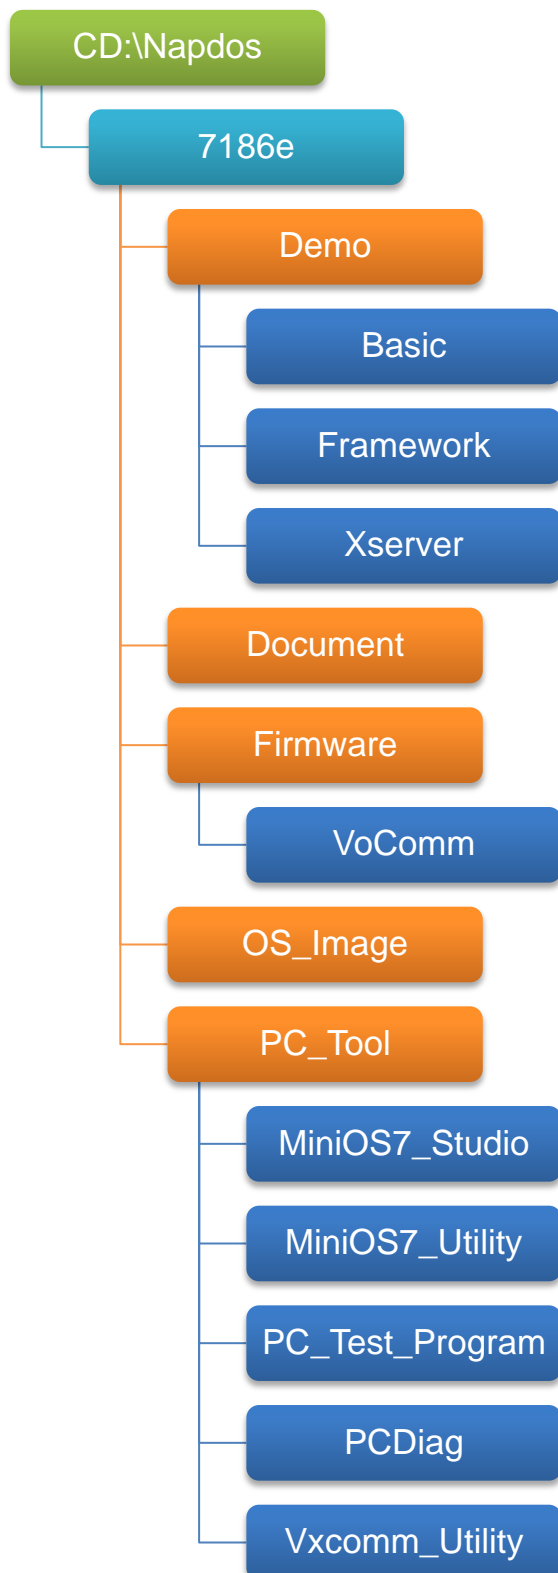 CD:\Napdos
7186e
Demo
Basic
Framework
Xserver
Document
Firmware
VoComm
OS_Image
PC_Tool
MiniOS7_Studio
MiniOS7_Utility
PC_Test_Program
PCDiag
Vxcomm_Utility